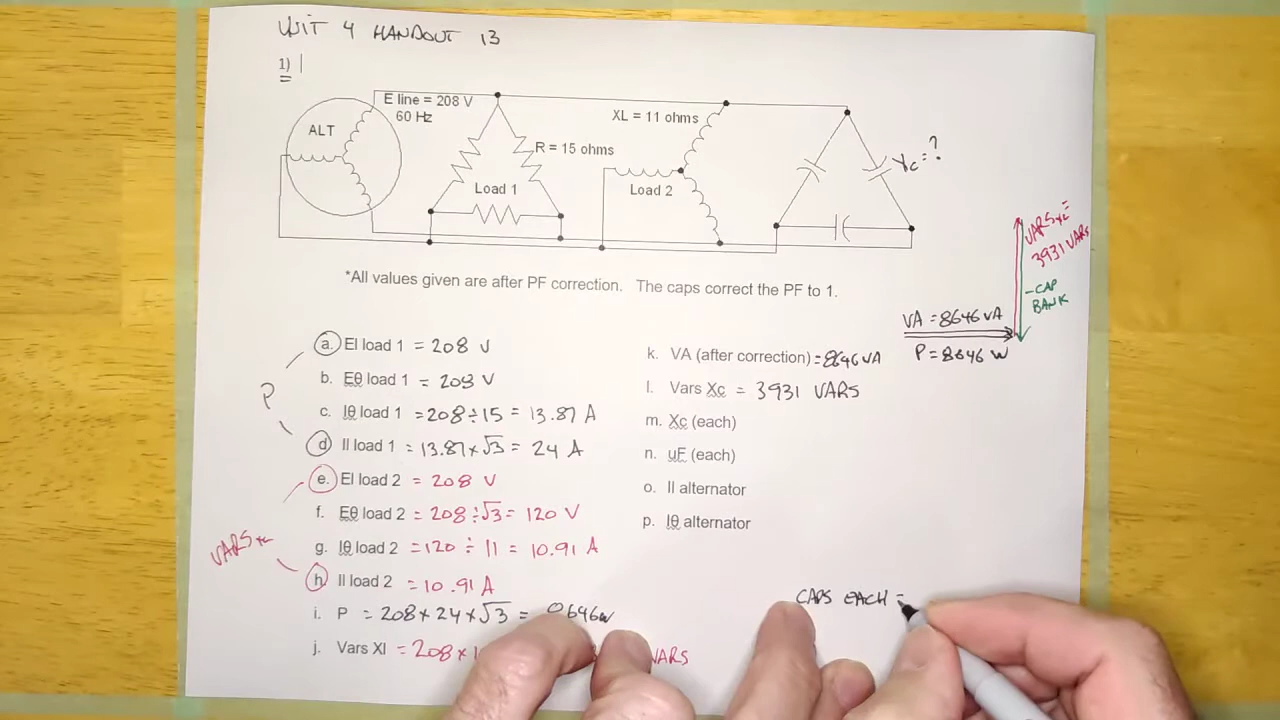 UNIT 4 HANDOUT 13
1)
E line = 208 V
60 Hz
ALT
R = 15 ohms
Load 1
XL = 11 ohms
Load 2
Xc = ?
VARS XL =
3931 VARS
-CAP
BANK
VA = 8646 VA
P = 8646 W
*All values given are after PF correction. The caps correct the PF to 1.
P
a. El load 1 = 208 V
b. Eθ load 1 = 208 V
c. Iθ load 1 = 208 ÷ 15 = 13.87 A
d. Il load 1 = 13.87 × √3 = 24 A
e. El load 2 = 208 V
f. Eθ load 2 = 208 ÷ √3 = 120 V
g. Iθ load 2 = 120 ÷ 11 = 10.91 A
h. Il load 2 = 10.91 A
i. P = 208 × 24 × √3 = 8646 W
j. Vars Xl = 208 × VARS
VARS XL
k. VA (after correction) = 8646 VA
l. Vars Xc = 3931 VARS
m. Xc (each)
n. uF (each)
o. Il alternator
p. Iθ alternator
CAPS EACH =